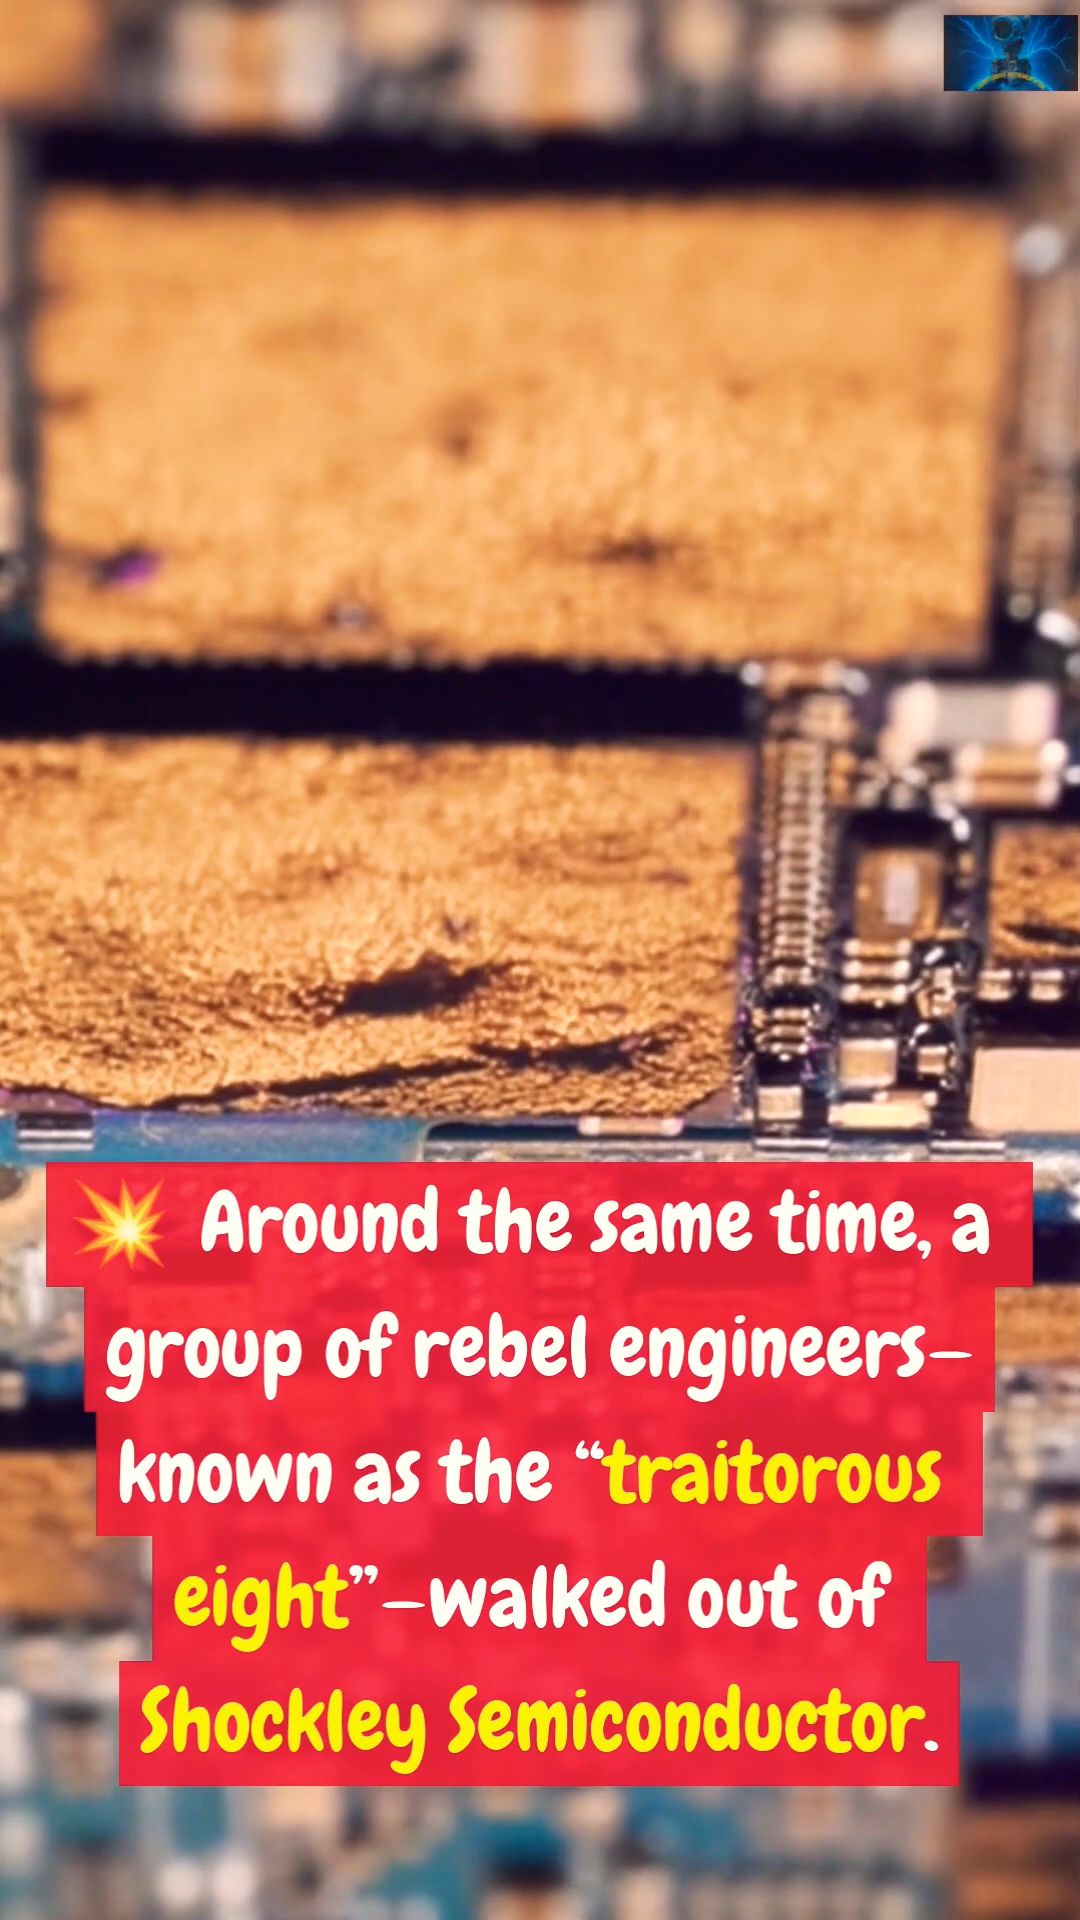 💥 Around the same time, a
group of rebel engineers—
known as the “traitorous
eight”—walked out of
Shockley Semiconductor.